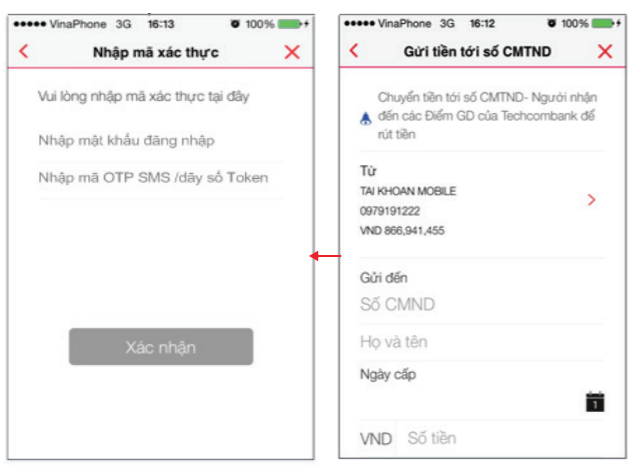 VinaPhone 3G 16:13 100%
Nhập mã xác thực
Vui lòng nhập mã xác thực tại đây
Nhập mật khẩu đăng nhập
Nhập mã OTP SMS /dãy số Token
Xác nhận
VinaPhone 3G 16:12 100%
Gửi tiền tới số CMTND
Chuyển tiền tới số CMTND- Người nhận
đến các Điểm GD của Techcombank để
rút tiền
Từ
TAI KHOAN MOBILE
0979191222
VND 866,941,455
Gửi đến
Số CMND
Họ và tên
Ngày cấp
1
VND Số tiền